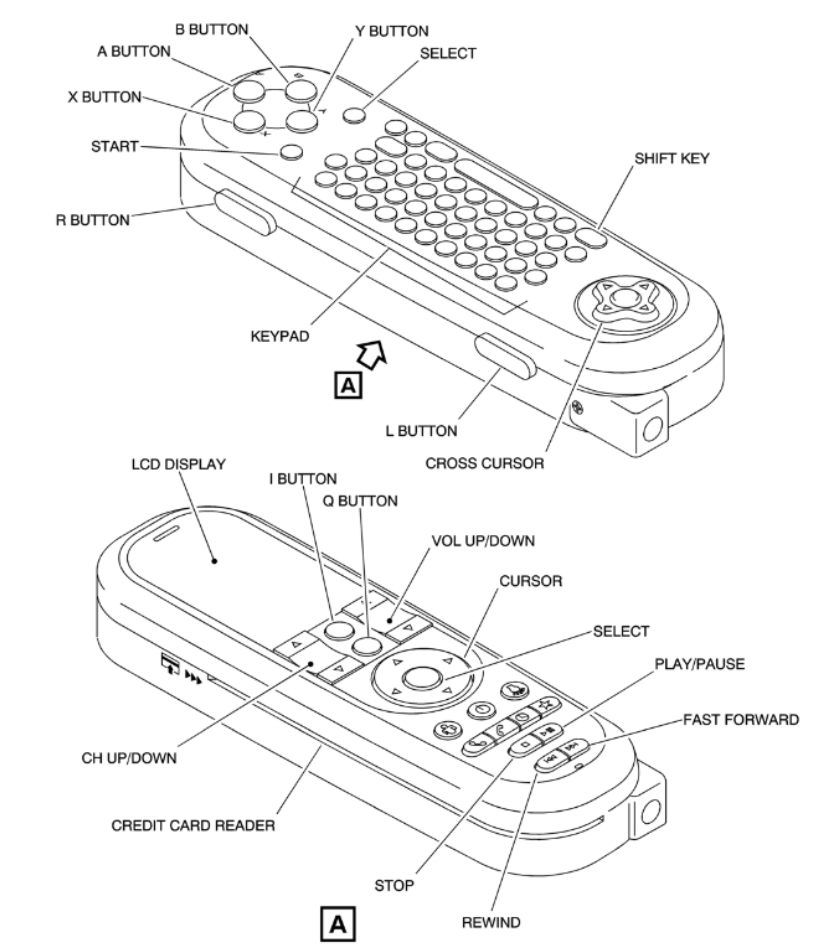 B BUTTON
Y BUTTON
A BUTTON
SELECT
X BUTTON
START
SHIFT KEY
R BUTTON
KEYPAD
A
L BUTTON
CROSS CURSOR
LCD DISPLAY
I BUTTON
Q BUTTON
VOL UP/DOWN
CURSOR
SELECT
PLAY/PAUSE
FAST FORWARD
CH UP/DOWN
CREDIT CARD READER
STOP
REWIND
A